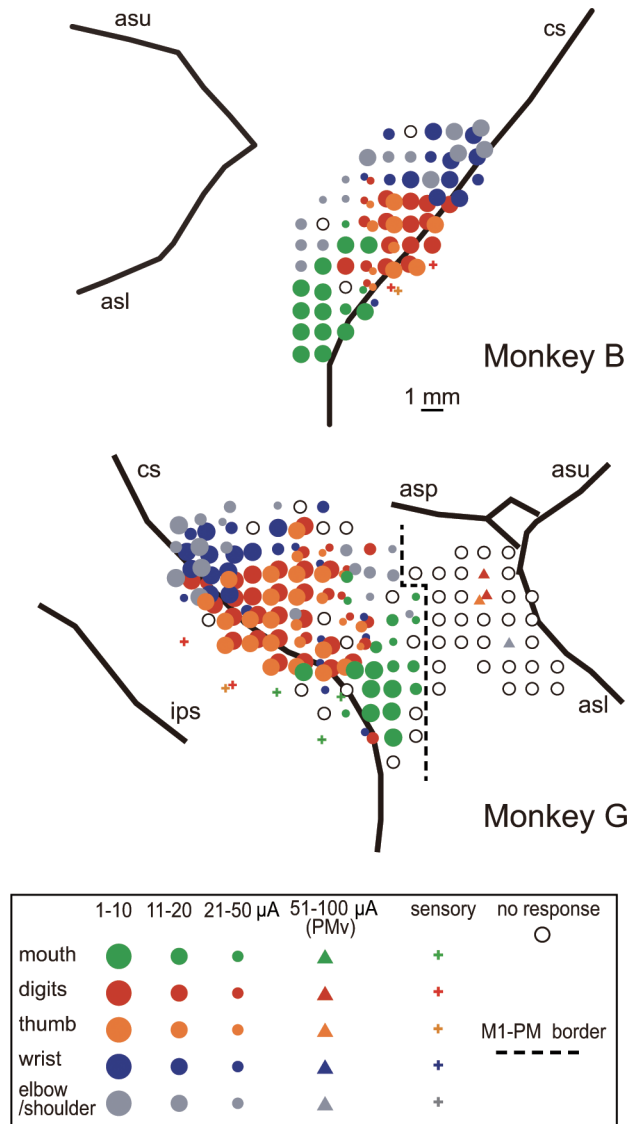 asu
cs
asl
Monkey B
1 mm
cs
asp
asu
ips
asl
Monkey G
1-10 11-20 21-50 µA 51-100 µA (PMv) sensory no response
mouth
digits
thumb
M1-PM border
wrist
elbow
/shoulder